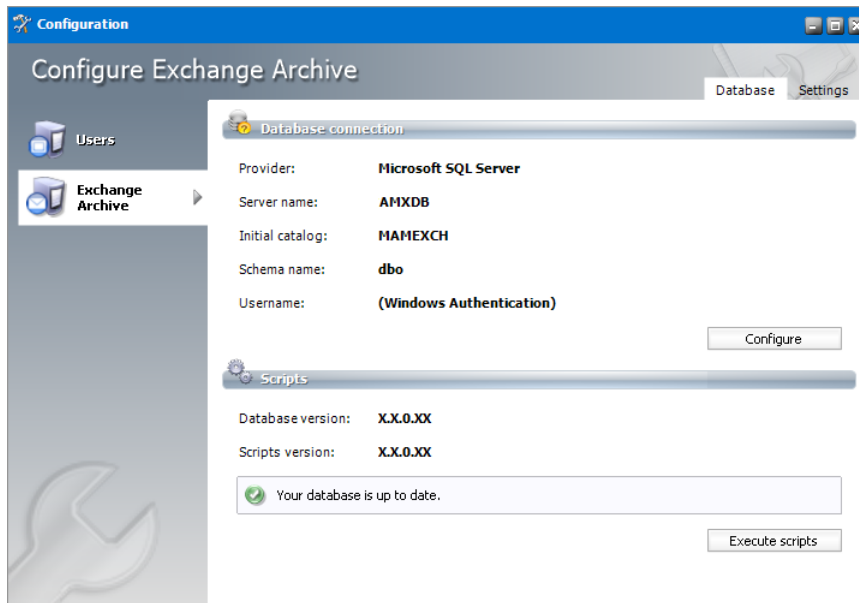 Configuration
Configure Exchange Archive
Database Settings
Users
Exchange
Archive
Database connection
Provider: Microsoft SQL Server
Server name: AMXDB
Initial catalog: MAMEXCH
Schema name: dbo
Username: (Windows Authentication)
Configure
Scripts
Database version: X.X.0.XX
Scripts version: X.X.0.XX
Your database is up to date.
Execute scripts